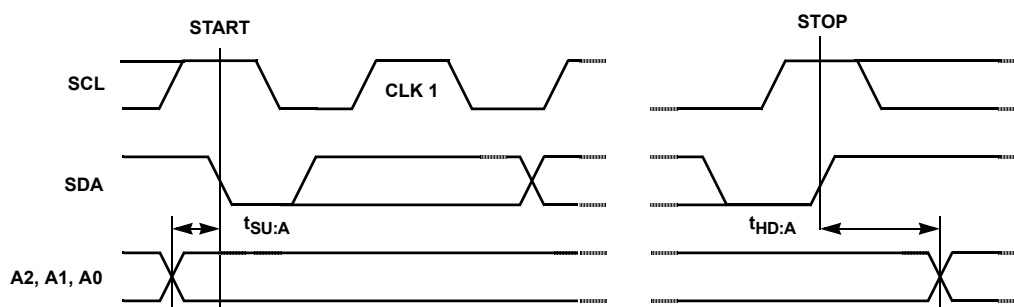 START
STOP
SCL
CLK 1
SDA
tSU:A
tHD:A
A2, A1, A0